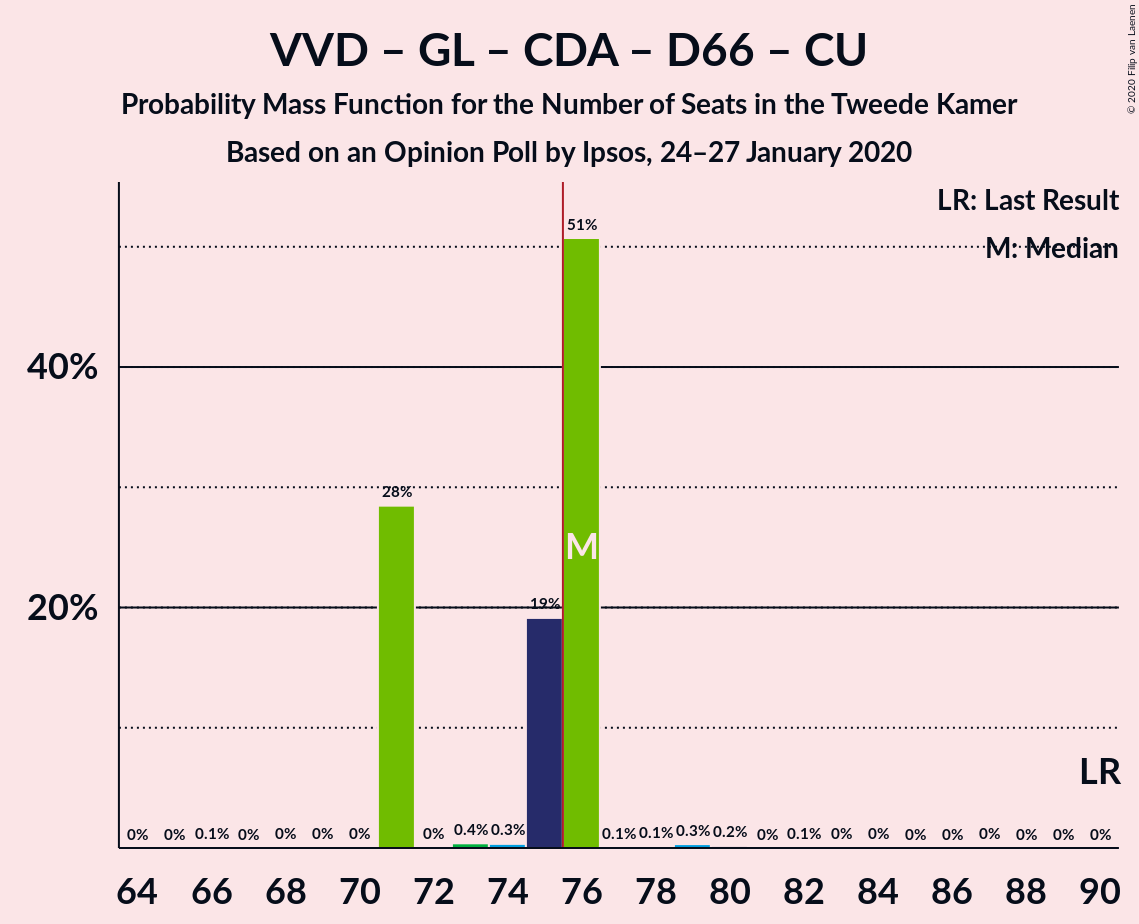 VVD – GL – CDA – D66 – CU
Probability Mass Function for the Number of Seats in the Tweede Kamer
Based on an Opinion Poll by Ipsos, 24–27 January 2020
© 2020 Filip van Laenen
LR: Last Result
M: Median
51%
40%
28%
M
20%
19%
LR
0% 0% 0.1% 0% 0% 0% 0% 0% 0.4% 0.3% 0.1% 0.1% 0.3% 0.2% 0% 0.1% 0% 0% 0% 0% 0% 0% 0% 0%
64 66 68 70 72 74 76 78 80 82 84 86 88 90